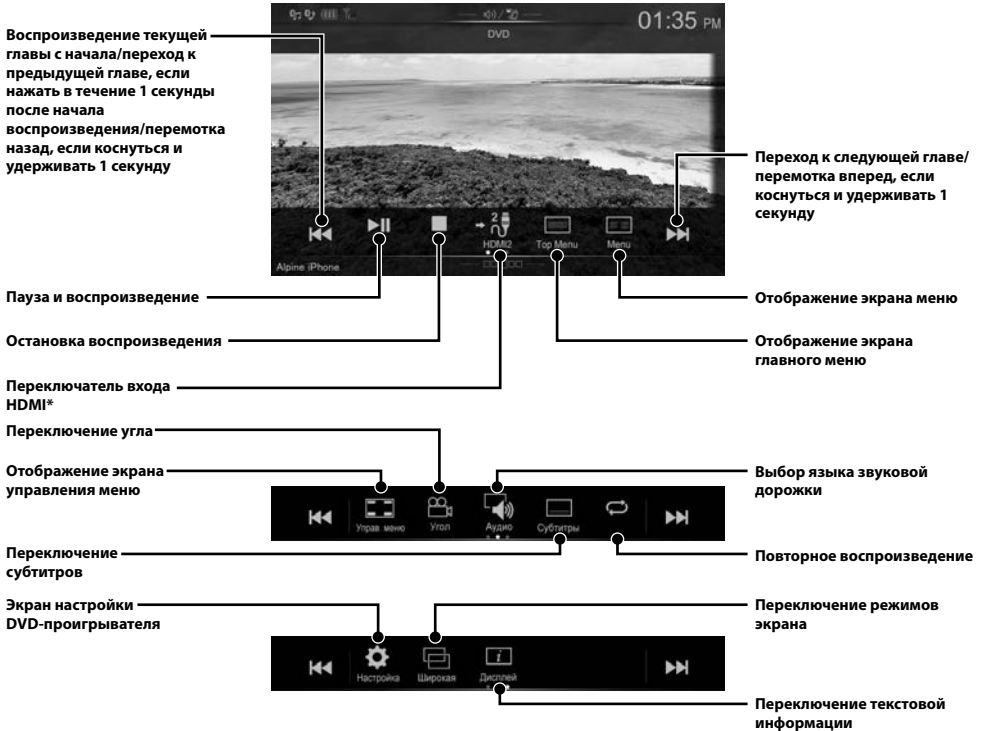 01:35 PM
DVD
Воспроизведение текущей
главы с начала/переход к
предыдущей главе, если
нажать в течение 1 секунды
после начала
воспроизведения/перемотка
назад, если коснуться и
удерживать 1 секунду
Переход к следующей главе/
перемотка вперед, если
коснуться и удерживать 1
секунду
2
HDMI2
Top Menu
Menu
Alpine iPhone
Пауза и воспроизведение
Отображение экрана меню
Остановка воспроизведения
Отображение экрана
главного меню
Переключатель входа
HDMI*
Переключение угла
Отображение экрана
управления меню
Выбор языка звуковой
дорожки
Управ. меню
Угол
Аудио
Субтитры
Переключение
субтитров
Повторное воспроизведение
Экран настройки
DVD-проигрывателя
Переключение режимов
экрана
Настройка
Широкая
Дисплей
Переключение текстовой
информации